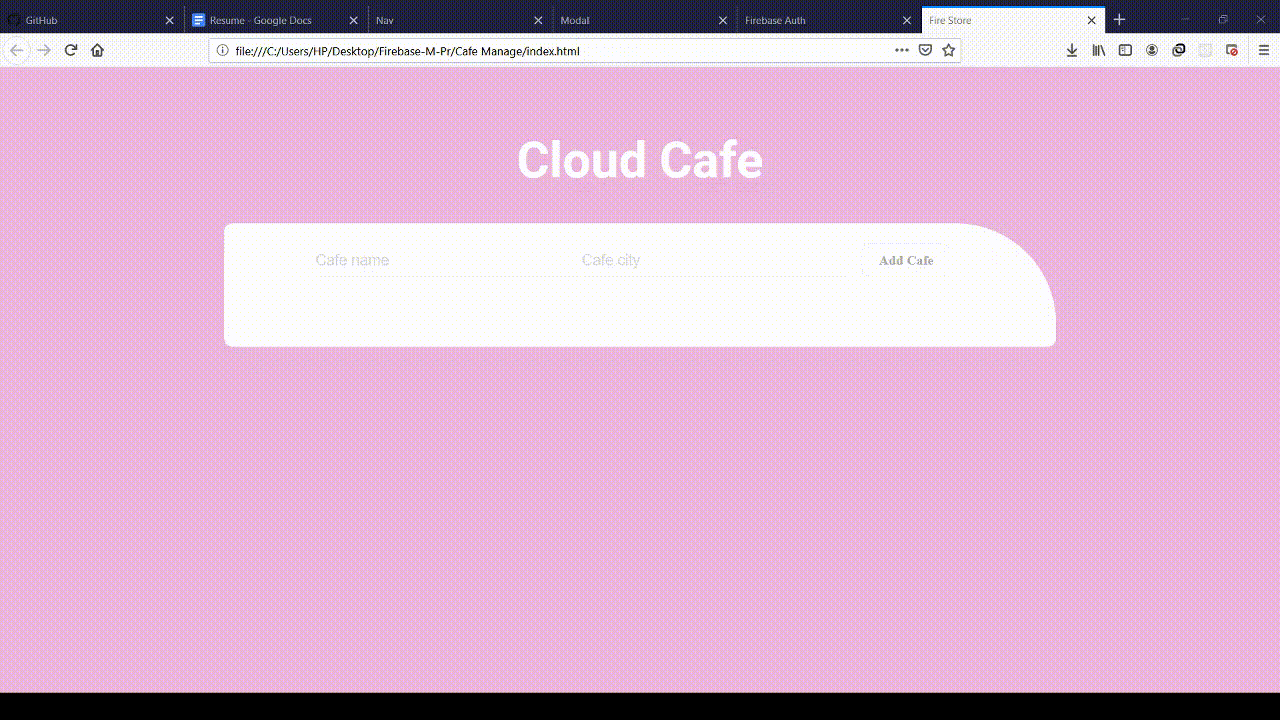 GitHub
Resume - Google Docs
Nav
Modal
Firebase Auth
Fire Store
file:///C:/Users/HP/Desktop/Firebase-M-Pr/Cafe Manage/index.html
Cloud Cafe
Cafe name
Cafe city
Add Cafe